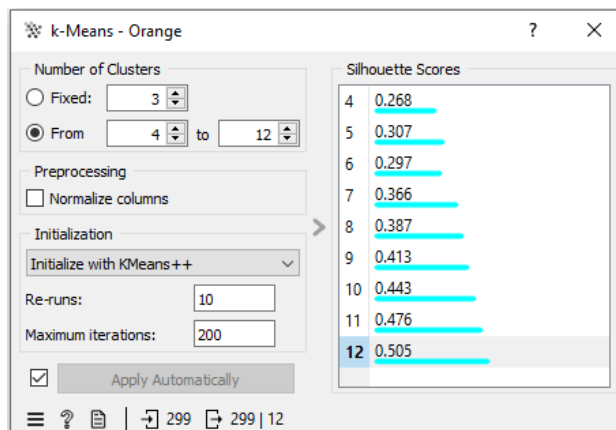 k-Means - Orange ? ×
Number of Clusters
Fixed: 3
From 4 to 12
Preprocessing
Normalize columns
Initialization
Initialize with KMeans++
Re-runs: 10
Maximum iterations: 200
Apply Automatically
? 299 299 | 12
>
Silhouette Scores
4 0.268
5 0.307
6 0.297
7 0.366
8 0.387
9 0.413
10 0.443
11 0.476
12 0.505